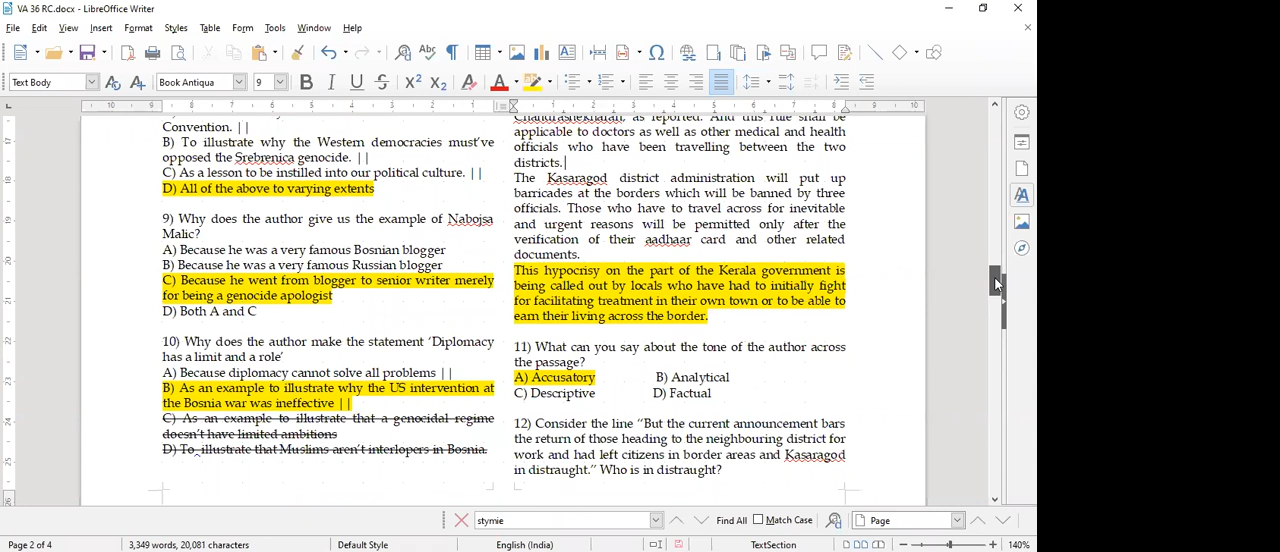 VA 36 RC.docx - LibreOffice Writer
File Edit View Insert Format Styles Table Form Tools Window Help
Text Body Book Antiqua 9
Convention. ||
B) To illustrate why the Western democracies must've
opposed the Srebrenica genocide. ||
C) As a lesson to be instilled into our political culture. ||
D) All of the above to varying extents
9) Why does the author give us the example of Nabojsa
Malic?
A) Because he was a very famous Bosnian blogger
B) Because he was a very famous Russian blogger
C) Because he went from blogger to senior writer merely
for being a genocide apologist
D) Both A and C
10) Why does the author make the statement 'Diplomacy
has a limit and a role'
A) Because diplomacy cannot solve all problems ||
B) As an example to illustrate why the US intervention at
the Bosnia war was ineffective ||
C) As an example to illustrate that a genocidal regime
doesn't have limited ambitions
D) To illustrate that Muslims aren't interlopers in Bosnia.
Chandrashekharan, as reported. And this rule shall be
applicable to doctors as well as other medical and health
officials who have been travelling between the two
districts.
The Kasaragod district administration will put up
barricades at the borders which will be banned by three
officials. Those who have to travel across for inevitable
and urgent reasons will be permitted only after the
verification of their aadhaar card and other related
documents.
This hypocrisy on the part of the Kerala government is
being called out by locals who have had to initially fight
for facilitating treatment in their own town or to be able to
earn their living across the border.
11) What can you say about the tone of the author across
the passage?
A) Accusatory B) Analytical
C) Descriptive D) Factual
12) Consider the line "But the current announcement bars
the return of those heading to the neighbouring district for
work and had left citizens in border areas and Kasaragod
in distraught." Who is in distraught?
stymie Find All Match Case Page
Page 2 of 4 3,349 words, 20,081 characters Default Style English (India) TextSection 140%